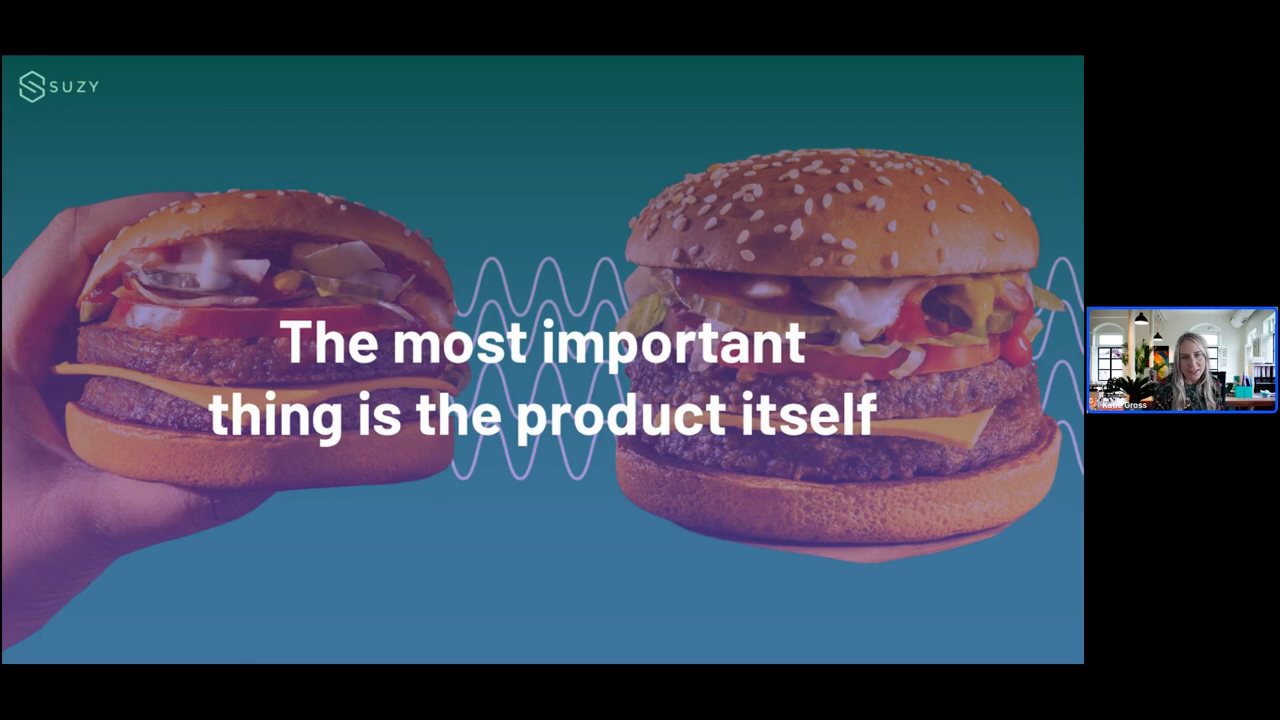 SUZY
The most important
thing is the product itself
Katie Gross